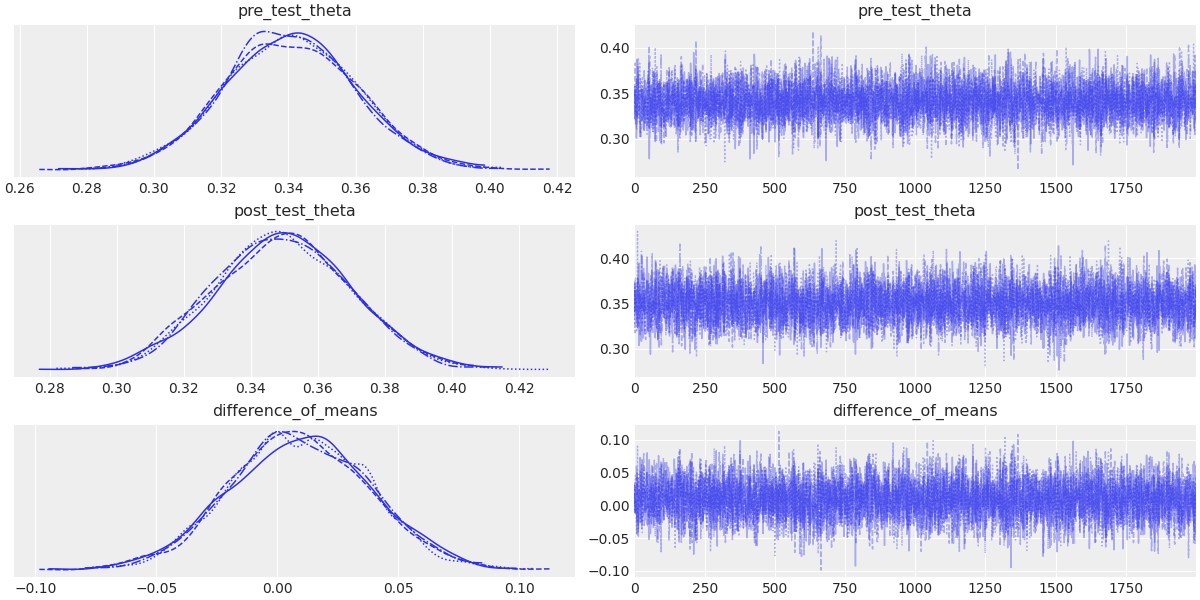 pre_test_theta
pre_test_theta
0.40
0.35
0.30
0.26 0.28 0.30 0.32 0.34 0.36 0.38 0.40 0.42
0 250 500 750 1000 1250 1500 1750
post_test_theta
post_test_theta
0.40
0.35
0.30
0.28 0.30 0.32 0.34 0.36 0.38 0.40 0.42
0 250 500 750 1000 1250 1500 1750
difference_of_means
difference_of_means
0.10
0.05
0.00
−0.05
−0.10
−0.10 −0.05 0.00 0.05 0.10
0 250 500 750 1000 1250 1500 1750